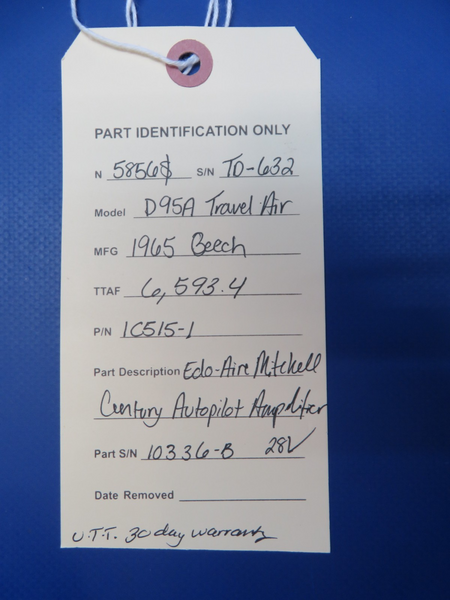 PART IDENTIFICATION ONLY
N 5856S S/N TD-632
Model D95A Travel Air
MFG 1965 Beech
TTAF 6,593.4
P/N 1C515-1
Part Description Edo-Aire Mitchell
Century Autopilot Amplifier
Part S/N 10336-B 28V
Date Removed
U.T.T. 30 day warranty